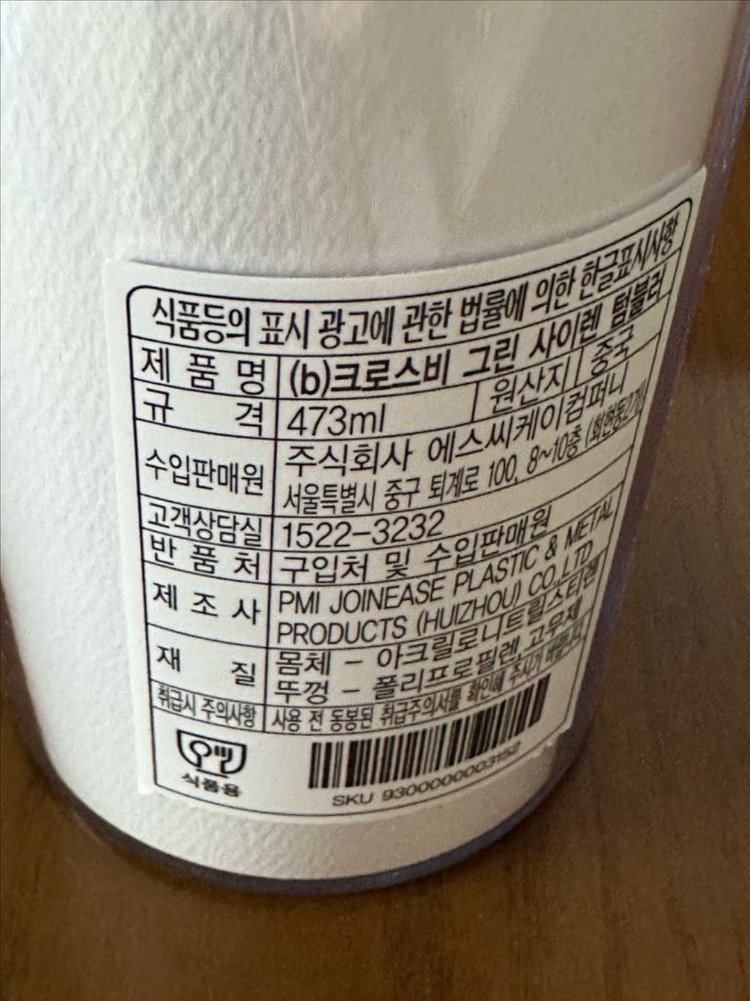 식품등의 표시 광고에 관한 법률에 의한 한글표시사항
제 품 명 (b)크로스비 그린 사이렌 텀블러
규 격 473ml 원산지 중국
수입판매원 주식회사 에스씨케이컴퍼니
서울특별시 중구 퇴계로 100, 8~10층
고객상담실 1522-3232
반 품 처 구입처 및 수입판매원
제 조 사 PMI JOINEASE PLASTIC & METAL
PRODUCTS (HUIZHOU) CO.,LTD
재 질 몸체 - 아크릴로니트릴스티렌
뚜껑 - 폴리프로필렌, 고무제
취급시 주의사항 사용 전 동봉된 취급주의서를 확인해 주시기 바랍니다
식품용
SKU 9300000003152